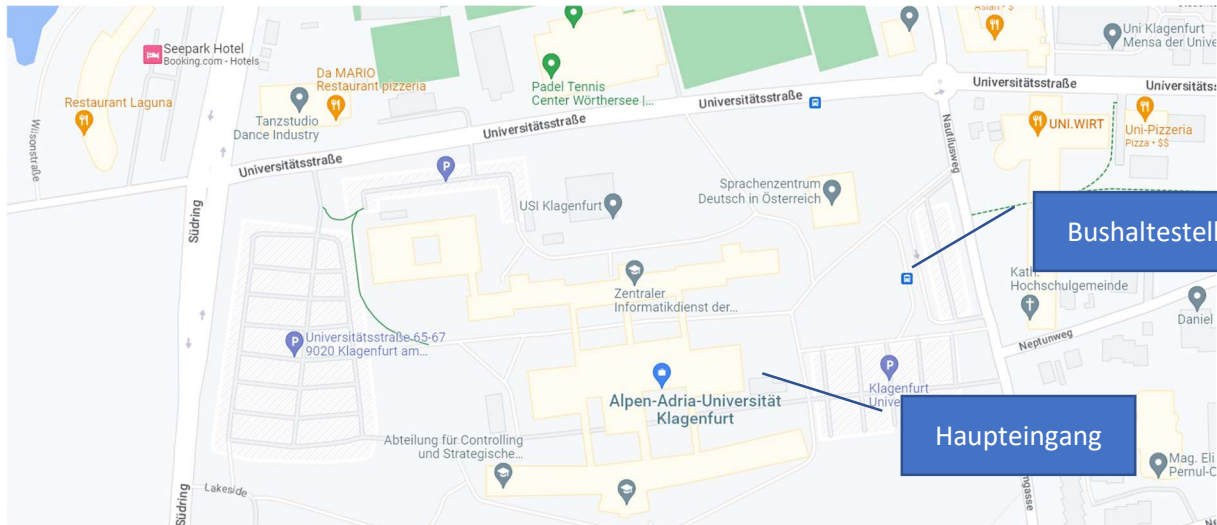 Asian • $
Uni Klagenfurt
Mensa der Unive
Seepark Hotel
Booking.com - Hotels
Da MARIO
Restaurant pizzeria
Padel Tennis
Center Wörthersee |...
Universitätsstraße
Universitätss
Restaurant Laguna
Tanzstudio
Dance Industry
Universitätsstraße
Universitätsstraße
UNI.WIRT
Uni-Pizzeria
Pizza • $$
Wilsonstraße
Nautilusweg
Universitätsstraße
P
USI Klagenfurt
Sprachenzentrum
Deutsch in Österreich
Südring
Bushaltestell
Zentraler
Informatikdienst der...
Kath.
Hochschulgemeinde
Daniel
Universitätsstraße 65-67
9020 Klagenfurt am...
P
Neptunweg
P
Klagenfurt
Unive
Alpen-Adria-Universität
Klagenfurt
Haupteingang
Abteilung für Controlling
und Strategische...
Mag. Eli
Pernul-O
Lakeside
Südring